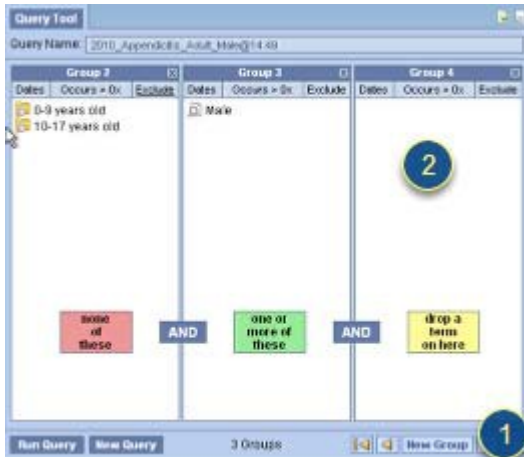 Query Tool
Query Name: 2010_Appendicitis_Adult_Male@14:49
Group 2 Group 3 Group 4
Dates Occurs > 0x Exclude Dates Occurs > 0x Exclude Dates Occurs > 0x Exclude
0-9 years old
10-17 years old
Male
2
none
of
these
AND
one or
more of
these
AND
drop a
term
on here
Run Query New Query 3 Groups New Group 1